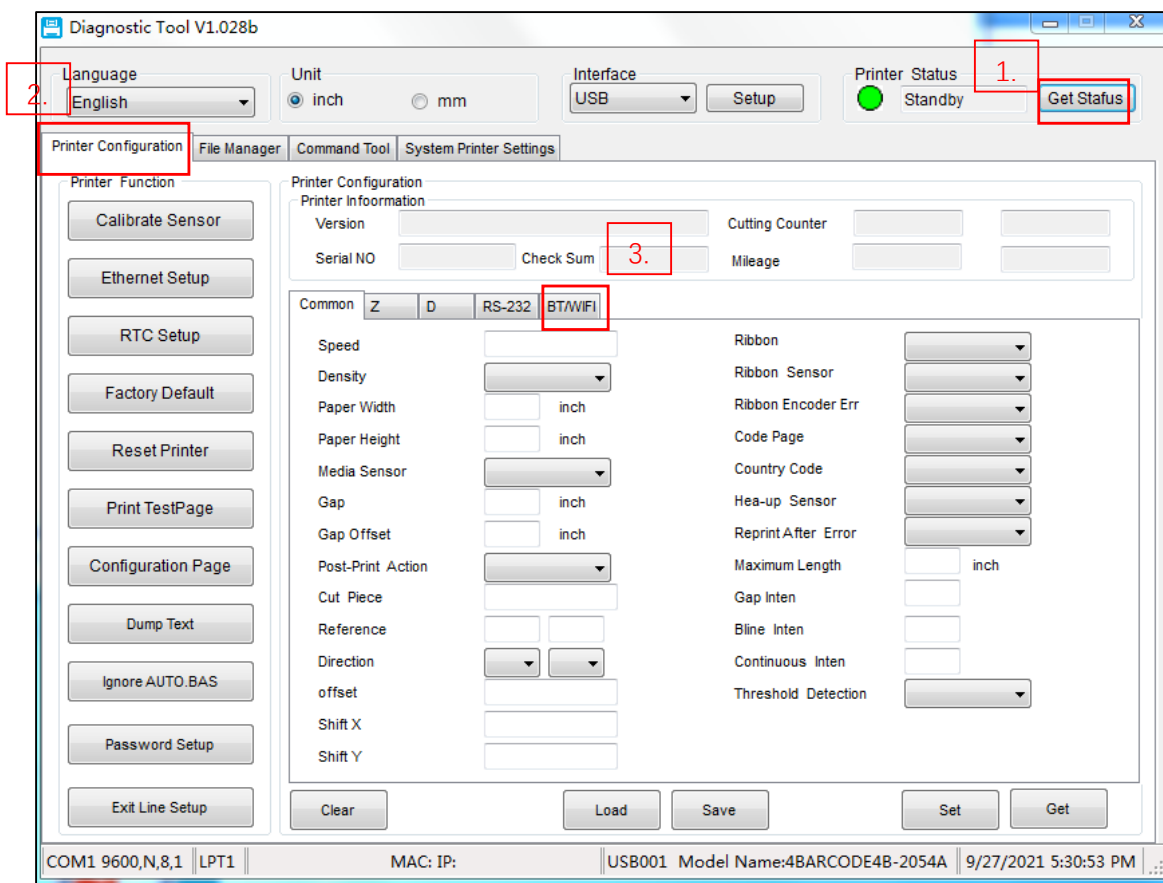 Diagnostic Tool V1.028b
Language
Unit
Interface
Printer Status
1.
2.
English
inch
mm
USB
Setup
Standby
Get Stafus
Printer Configuration
File Manager
Command Tool
System Printer Settings
Printer Function
Calibrate Sensor
Ethernet Setup
RTC Setup
Factory Default
Reset Printer
Print TestPage
Configuration Page
Dump Text
Ignore AUTO.BAS
Password Setup
Exit Line Setup
Printer Configuration
Printer Infoormation
Version
Cutting Counter
Serial NO
Check Sum
3.
Mileage
Common
Z
D
RS-232
BT/WIFI
Speed
Density
Paper Width
inch
Paper Height
inch
Media Sensor
Gap
inch
Gap Offset
inch
Post-Print Action
Cut Piece
Reference
Direction
offset
Shift X
Shift Y
Ribbon
Ribbon Sensor
Ribbon Encoder Err
Code Page
Country Code
Hea-up Sensor
Reprint After Error
Maximum Length
inch
Gap Inten
Bline Inten
Continuous Inten
Threshold Detection
Clear
Load
Save
Set
Get
COM1 9600,N,8,1
LPT1
MAC: IP:
USB001 Model Name:4BARCODE4B-2054A
9/27/2021 5:30:53 PM